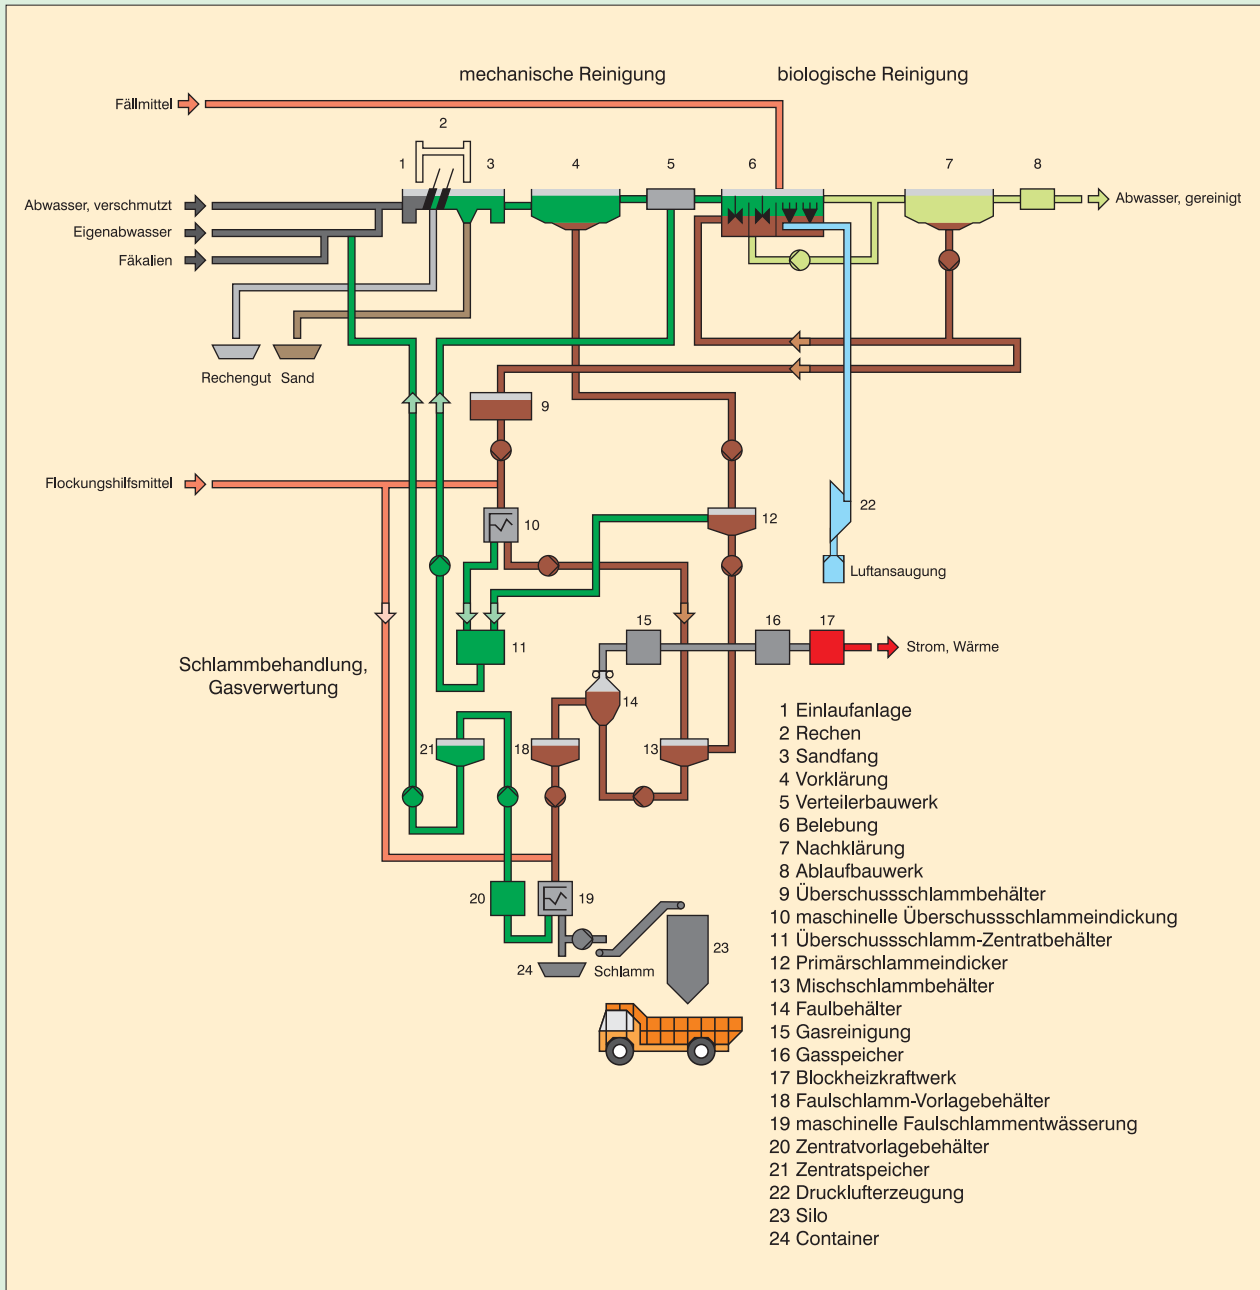 mechanische Reinigung
biologische Reinigung
Fällmittel
2
1
3
4
5
6
7
8
Abwasser, verschmutzt
Abwasser, gereinigt
Eigenabwasser
Fäkalien
Rechengut
Sand
9
Flockungshilfsmittel
10
12
22
Luftansaugung
11
15
16
17
Strom, Wärme
Schlammbehandlung,
Gasverwertung
14
21
18
13
20
19
23
24
Schlamm
1 Einlaufanlage
2 Rechen
3 Sandfang
4 Vorklärung
5 Verteilerbauwerk
6 Belebung
7 Nachklärung
8 Ablaufbauwerk
9 Überschussschlammbehälter
10 maschinelle Überschussschlammeindickung
11 Überschussschlamm-Zentratbehälter
12 Primärschlammeindicker
13 Mischschlammbehälter
14 Faulbehälter
15 Gasreinigung
16 Gasspeicher
17 Blockheizkraftwerk
18 Faulschlamm-Vorlagebehälter
19 maschinelle Faulschlammentwässerung
20 Zentratvorlagebehälter
21 Zentratspeicher
22 Drucklufterzeugung
23 Silo
24 Container